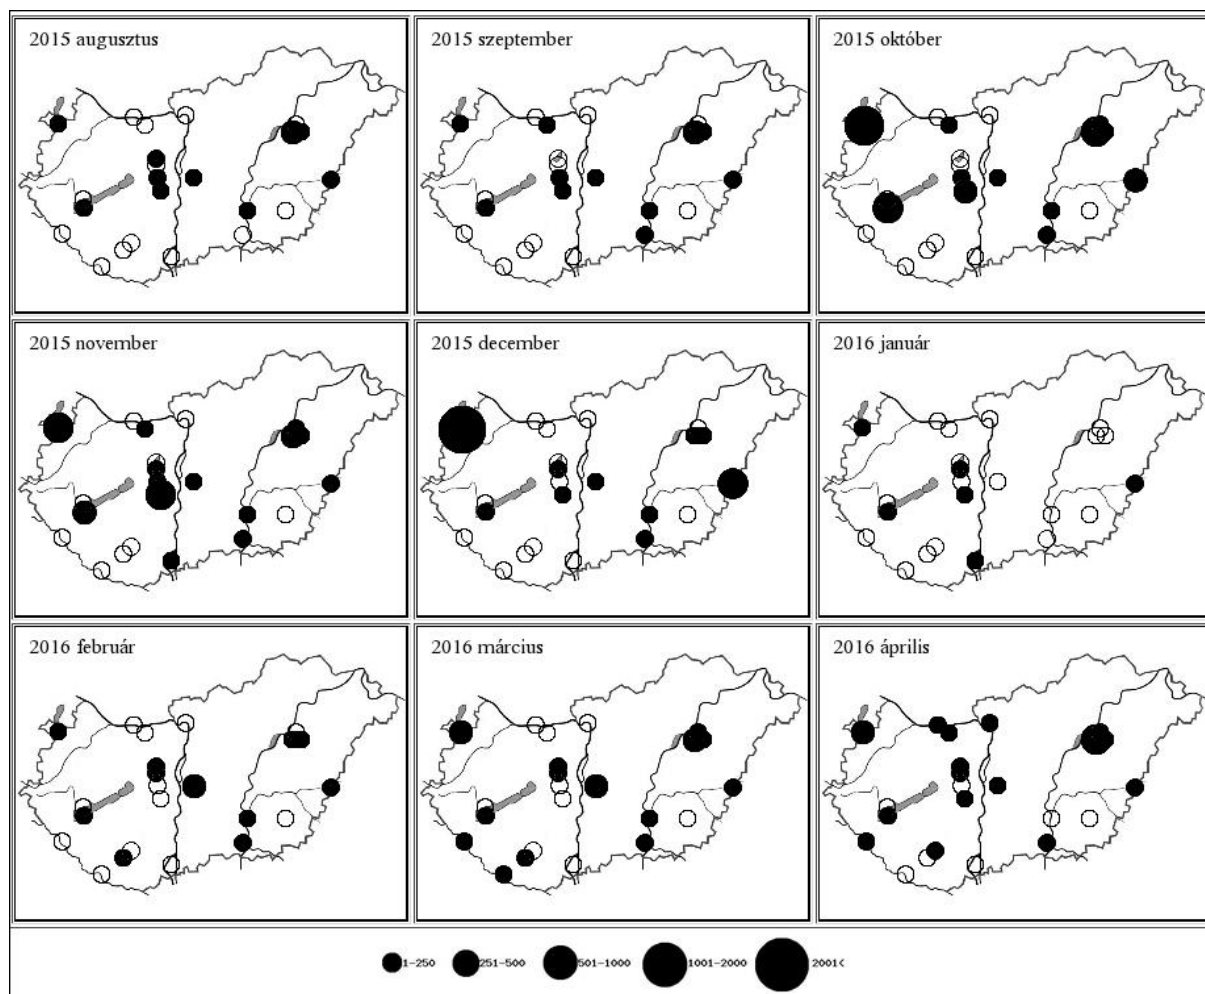 2015 augusztus
2015 szeptember
2015 október
2015 november
2015 december
2016 január
2016 február
2016 március
2016 április
1-250
251-500
501-1000
1001-2000
2001<